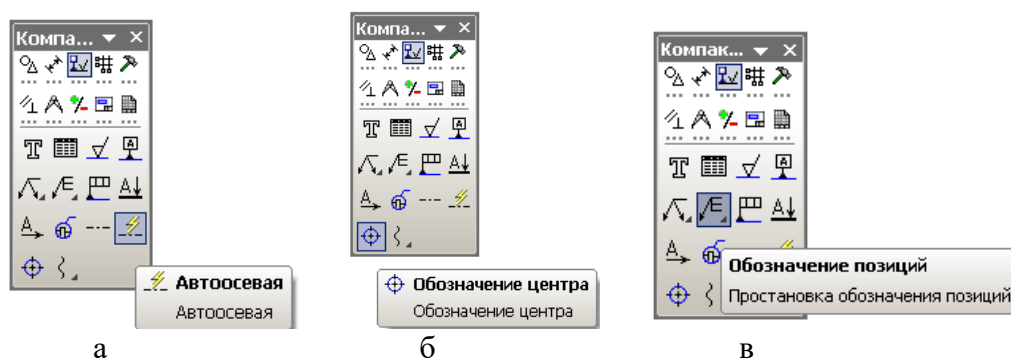 Компа...
Автоосевая
Автоосевая
а
Компа...
Обозначение центра
Обозначение центра
б
Компак...
Обозначение позиций
Простановка обозначения позиций
в